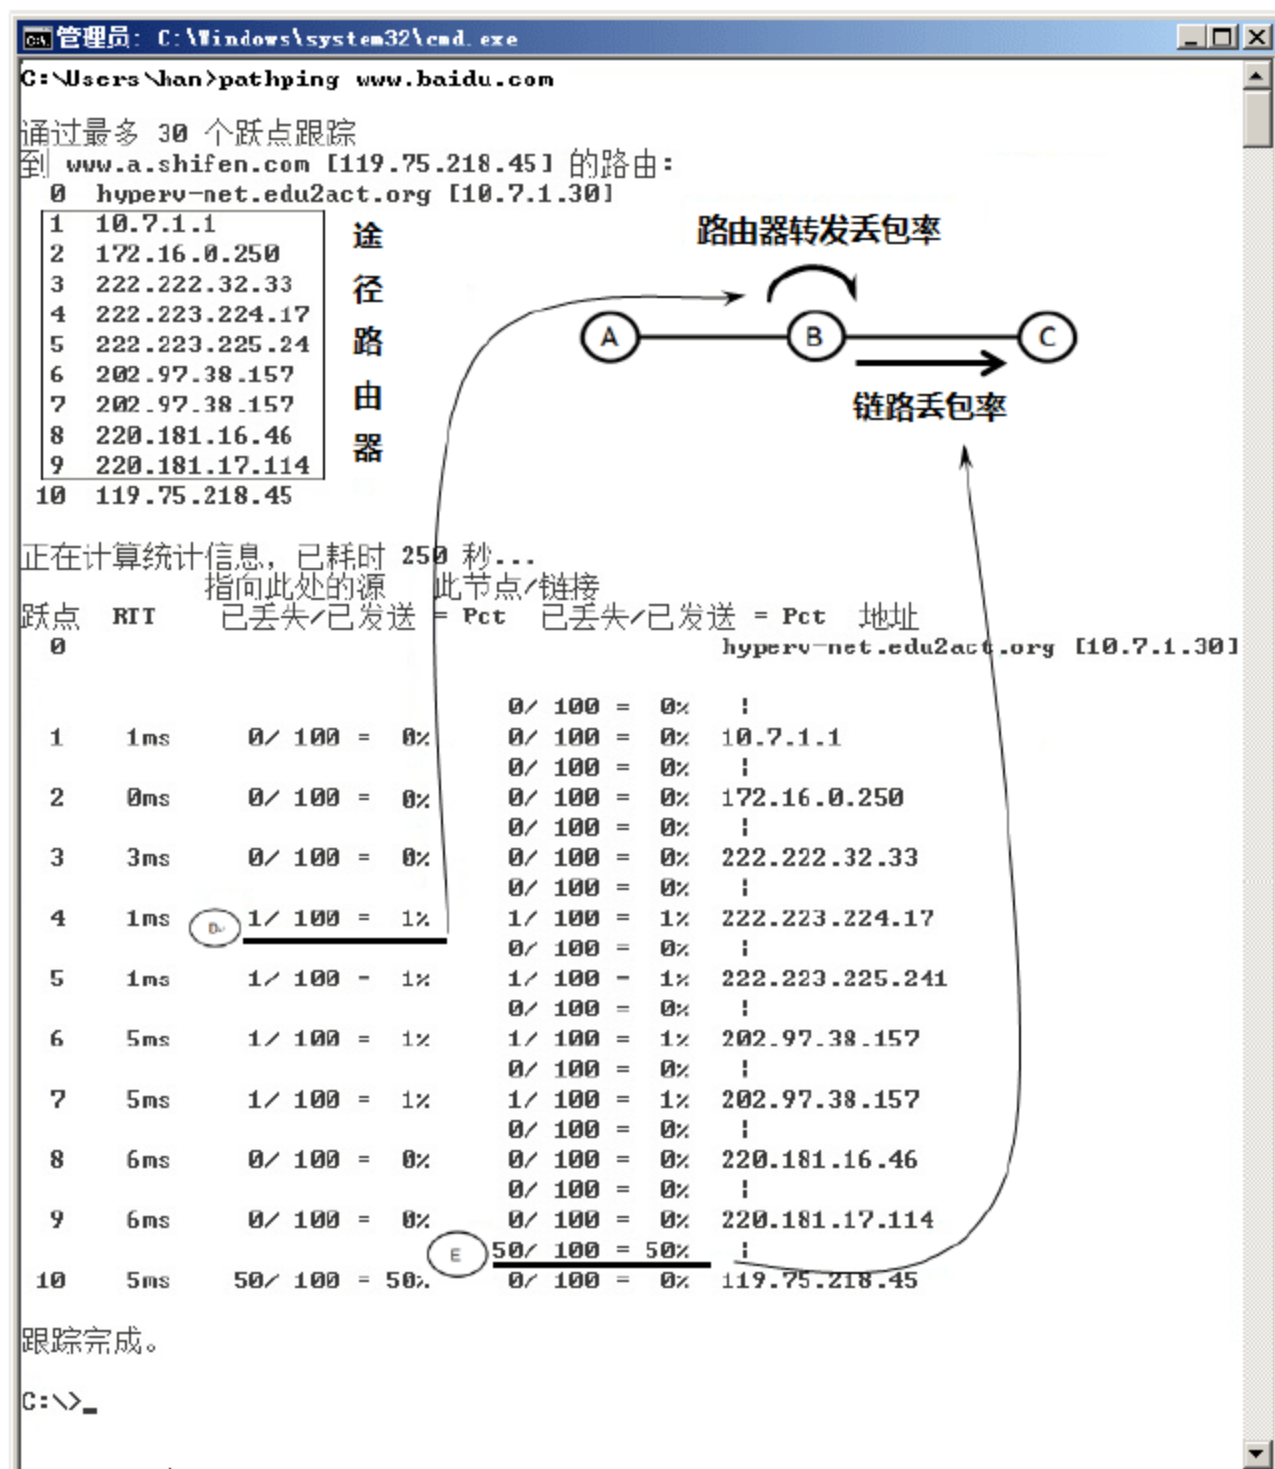 管理员: C:\Windows\system32\cmd.exe
C:\Users\han>pathping www.baidu.com
通过最多 30 个跃点跟踪
到 www.a.shifen.com [119.75.218.45] 的路由:
0 hyperv-net.edu2act.org [10.7.1.30]
1 10.7.1.1
2 172.16.0.250
3 222.222.32.33
4 222.223.224.17
5 222.223.225.24
6 202.97.38.157
7 202.97.38.157
8 220.181.16.46
9 220.181.17.114
10 119.75.218.45
途径路由器
路由器转发丢包率
A B C
链路丢包率
正在计算统计信息，已耗时 250 秒...
指向此处的源 此节点/链接
跃点 RTT 已丢失/已发送 = Pct 已丢失/已发送 = Pct 地址
0 hyperv-net.edu2act.org [10.7.1.30]
0/ 100 = 0% |
1 1ms 0/ 100 = 0% 0/ 100 = 0% 10.7.1.1
0/ 100 = 0% |
2 0ms 0/ 100 = 0% 0/ 100 = 0% 172.16.0.250
0/ 100 = 0% |
3 3ms 0/ 100 = 0% 0/ 100 = 0% 222.222.32.33
0/ 100 = 0% |
4 1ms D 1/ 100 = 1% 1/ 100 = 1% 222.223.224.17
0/ 100 = 0% |
5 1ms 1/ 100 - 1% 1/ 100 - 1% 222.223.225.241
0/ 100 = 0% |
6 5ms 1/ 100 = 1% 1/ 100 = 1% 202.97.38.157
0/ 100 = 0% |
7 5ms 1/ 100 = 1% 1/ 100 = 1% 202.97.38.157
0/ 100 = 0% |
8 6ms 0/ 100 = 0% 0/ 100 = 0% 220.181.16.46
0/ 100 = 0% |
9 6ms 0/ 100 = 0% 0/ 100 = 0% 220.181.17.114
E 50/ 100 = 50% |
10 5ms 50/ 100 = 50% 0/ 100 = 0% 119.75.218.45
跟踪完成。
C:\>_